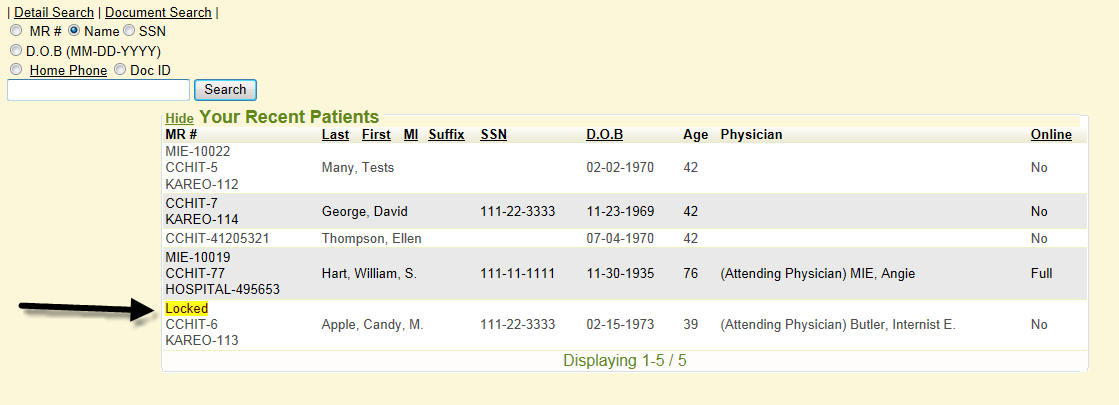 | Detail Search | Document Search |
MR # Name SSN
D.O.B (MM-DD-YYYY)
Home Phone Doc ID
Search
Hide Your Recent Patients
MR # Last First MI Suffix SSN D.O.B Age Physician Online
MIE-10022
CCHIT-5 Many, Tests 02-02-1970 42 No
KAREO-112
CCHIT-7
KAREO-114 George, David 111-22-3333 11-23-1969 42 No
CCHIT-41205321 Thompson, Ellen 07-04-1970 42 No
MIE-10019
CCHIT-77 Hart, William, S. 111-11-1111 11-30-1935 76 (Attending Physician) MIE, Angie Full
HOSPITAL-495653
Locked
CCHIT-6 Apple, Candy, M. 111-22-3333 02-15-1973 39 (Attending Physician) Butler, Internist E. No
KAREO-113
Displaying 1-5 / 5